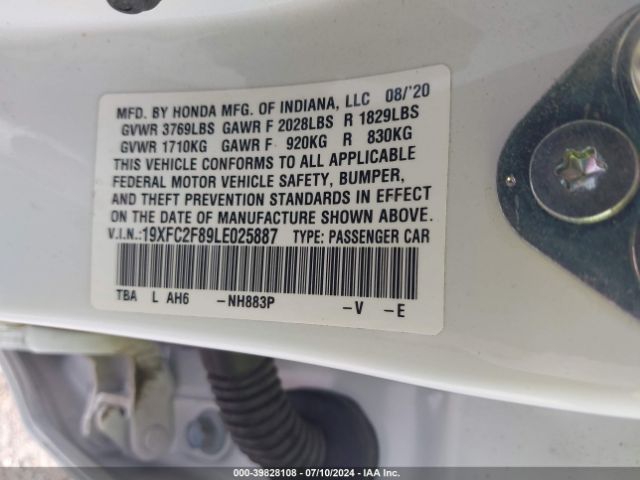 MFD. BY HONDA MFG. OF INDIANA, LLC 08/'20
GVWR 3769LBS GAWR F 2028LBS R 1829LBS
GVWR 1710KG GAWR F 920KG R 830KG
THIS VEHICLE CONFORMS TO ALL APPLICABLE
FEDERAL MOTOR VEHICLE SAFETY, BUMPER,
AND THEFT PREVENTION STANDARDS IN EFFECT
ON THE DATE OF MANUFACTURE SHOWN ABOVE.
V.I.N.:19XFC2F89LE025887 TYPE: PASSENGER CAR
TBA L AH6 -NH883P -V -E
000-39828108 - 07/10/2024 - IAA Inc.